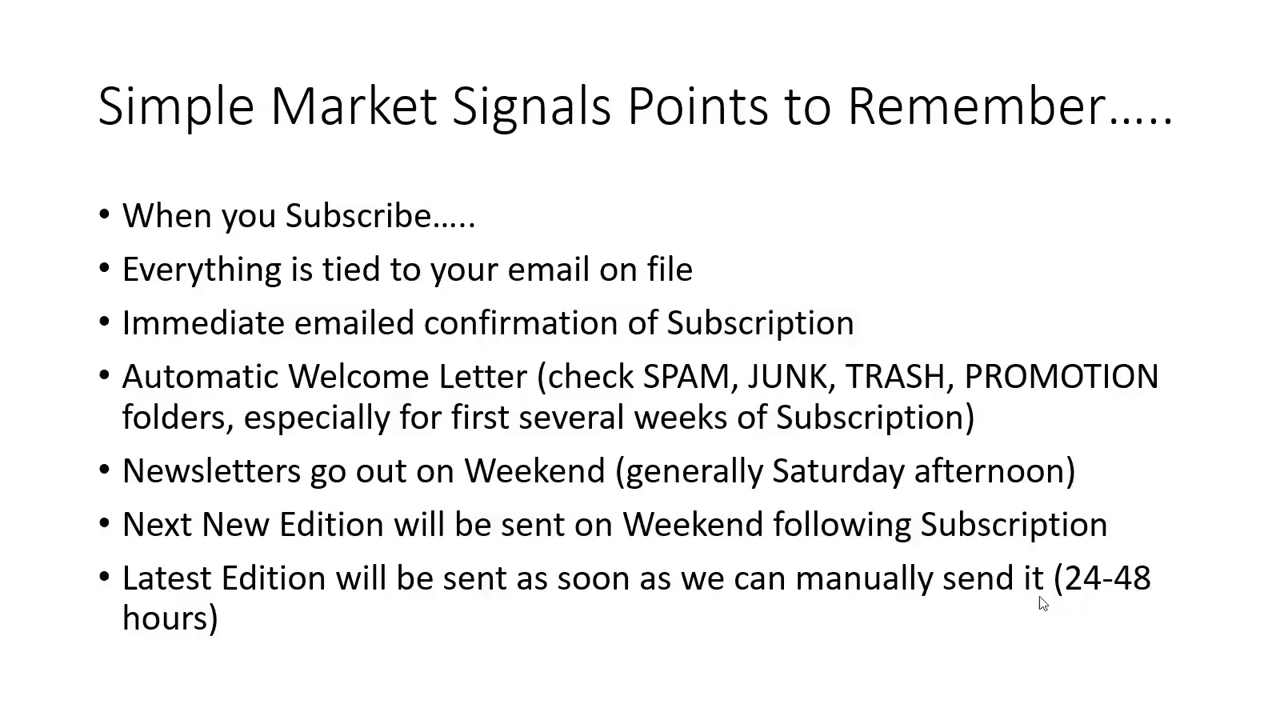 Simple Market Signals Points to Remember.....
• When you Subscribe.....
• Everything is tied to your email on file
• Immediate emailed confirmation of Subscription
• Automatic Welcome Letter (check SPAM, JUNK, TRASH, PROMOTION
folders, especially for first several weeks of Subscription)
• Newsletters go out on Weekend (generally Saturday afternoon)
• Next New Edition will be sent on Weekend following Subscription
• Latest Edition will be sent as soon as we can manually send it (24-48
hours)